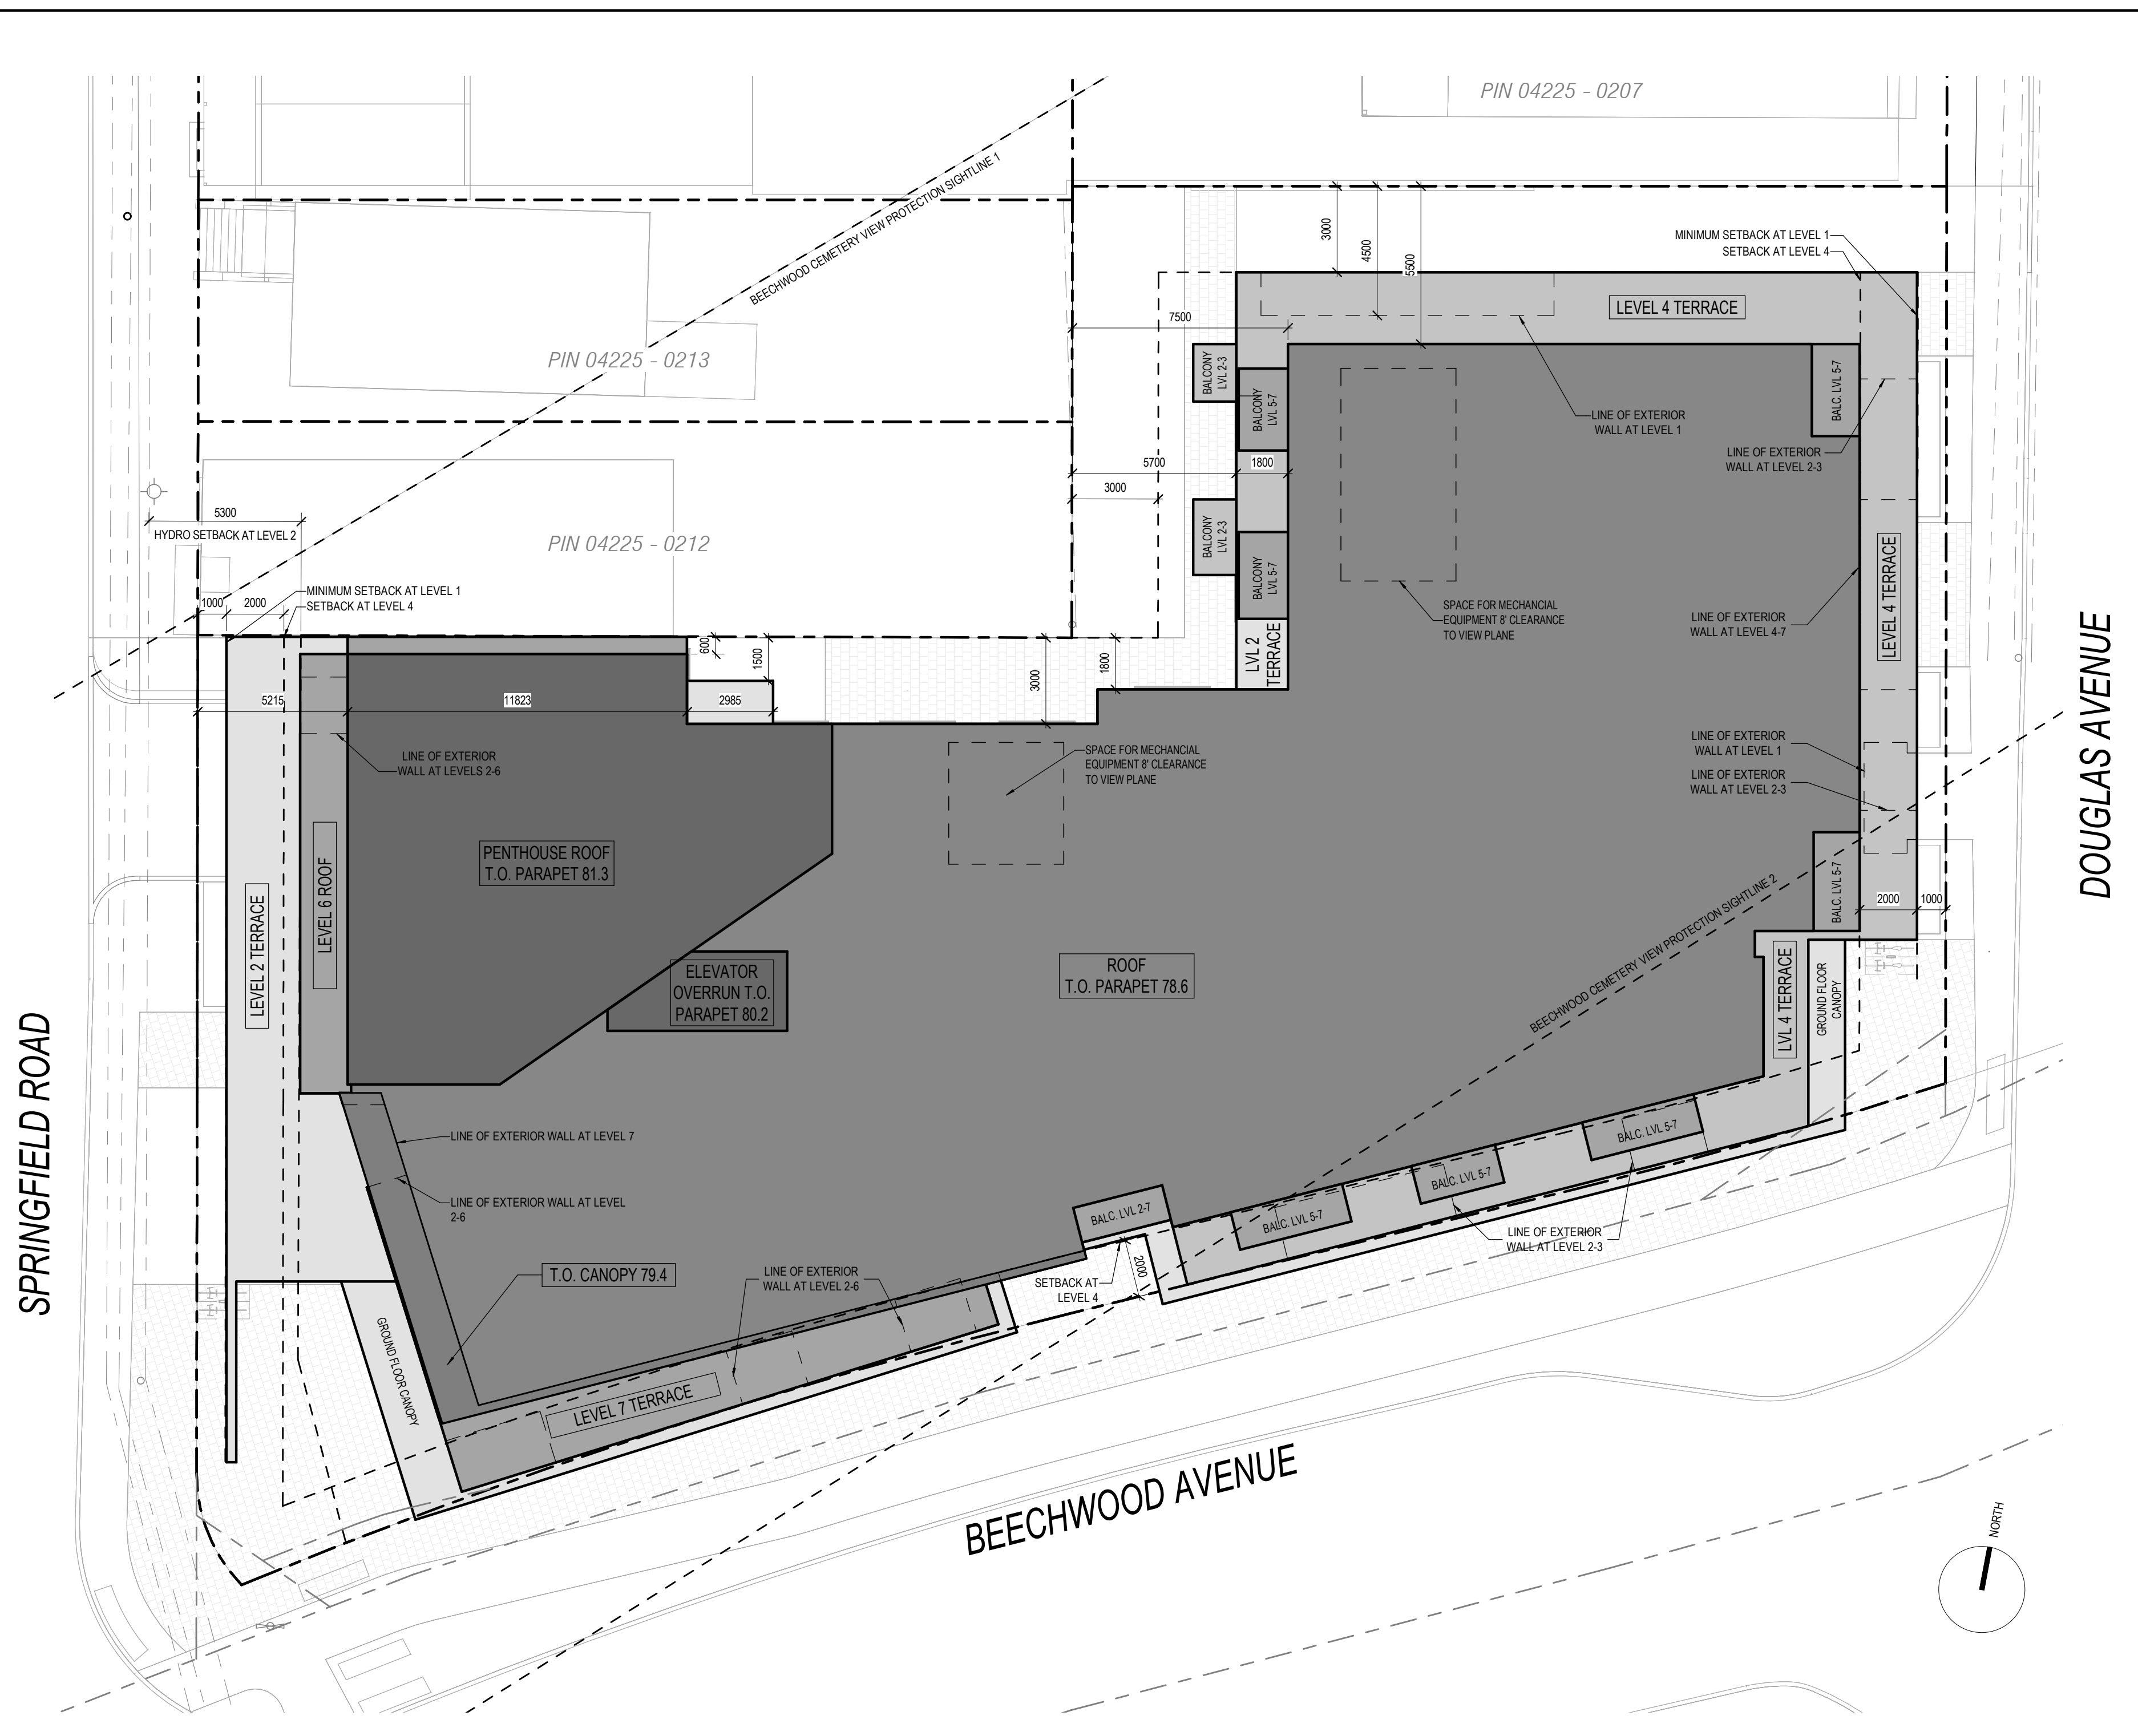 PIN 04225 - 0207
BEECHWOOD CEMETERY VIEW PROTECTION SIGHTLINE 1
3000
4500
5500
MINIMUM SETBACK AT LEVEL 1
SETBACK AT LEVEL 4
LEVEL 4 TERRACE
7500
PIN 04225 - 0213
BALCONY
LVL 2-3
BALCONY
LVL 5-7
BALC. LVL 5-7
LINE OF EXTERIOR
WALL AT LEVEL 1
LINE OF EXTERIOR
WALL AT LEVEL 2-3
5700
1800
3000
5300
HYDRO SETBACK AT LEVEL 2
PIN 04225 - 0212
BALCONY
LVL 2-3
BALCONY
LVL 5-7
MINIMUM SETBACK AT LEVEL 1
SETBACK AT LEVEL 4
1000
2000
SPACE FOR MECHANCIAL
EQUIPMENT 8' CLEARANCE
TO VIEW PLANE
LINE OF EXTERIOR
WALL AT LEVEL 4-7
LEVEL 4 TERRACE
DOUGLAS AVENUE
600
1500
3000
1800
LVL 2
TERRACE
5215
11823
2985
LINE OF EXTERIOR
WALL AT LEVELS 2-6
SPACE FOR MECHANCIAL
EQUIPMENT 8' CLEARANCE
TO VIEW PLANE
LINE OF EXTERIOR
WALL AT LEVEL 1
LINE OF EXTERIOR
WALL AT LEVEL 2-3
PENTHOUSE ROOF
T.O. PARAPET 81.3
LEVEL 6 ROOF
LEVEL 2 TERRACE
BALC. LVL 5-7
2000
1000
BEECHWOOD CEMETERY VIEW PROTECTION SIGHTLINE 2
ELEVATOR
OVERRUN T.O.
PARAPET 80.2
ROOF
T.O. PARAPET 78.6
LVL 4 TERRACE
GROUND FLOOR
CANOPY
SPRINGFIELD ROAD
LINE OF EXTERIOR WALL AT LEVEL 7
LINE OF EXTERIOR WALL AT LEVEL
2-6
BALC. LVL 5-7
BALC. LVL 5-7
BALC. LVL 5-7
BALC. LVL 2-7
LINE OF EXTERIOR
WALL AT LEVEL 2-3
T.O. CANOPY 79.4
LINE OF EXTERIOR
WALL AT LEVEL 2-6
SETBACK AT
LEVEL 4
2000
GROUND FLOOR CANOPY
LEVEL 7 TERRACE
BEECHWOOD AVENUE
NORTH